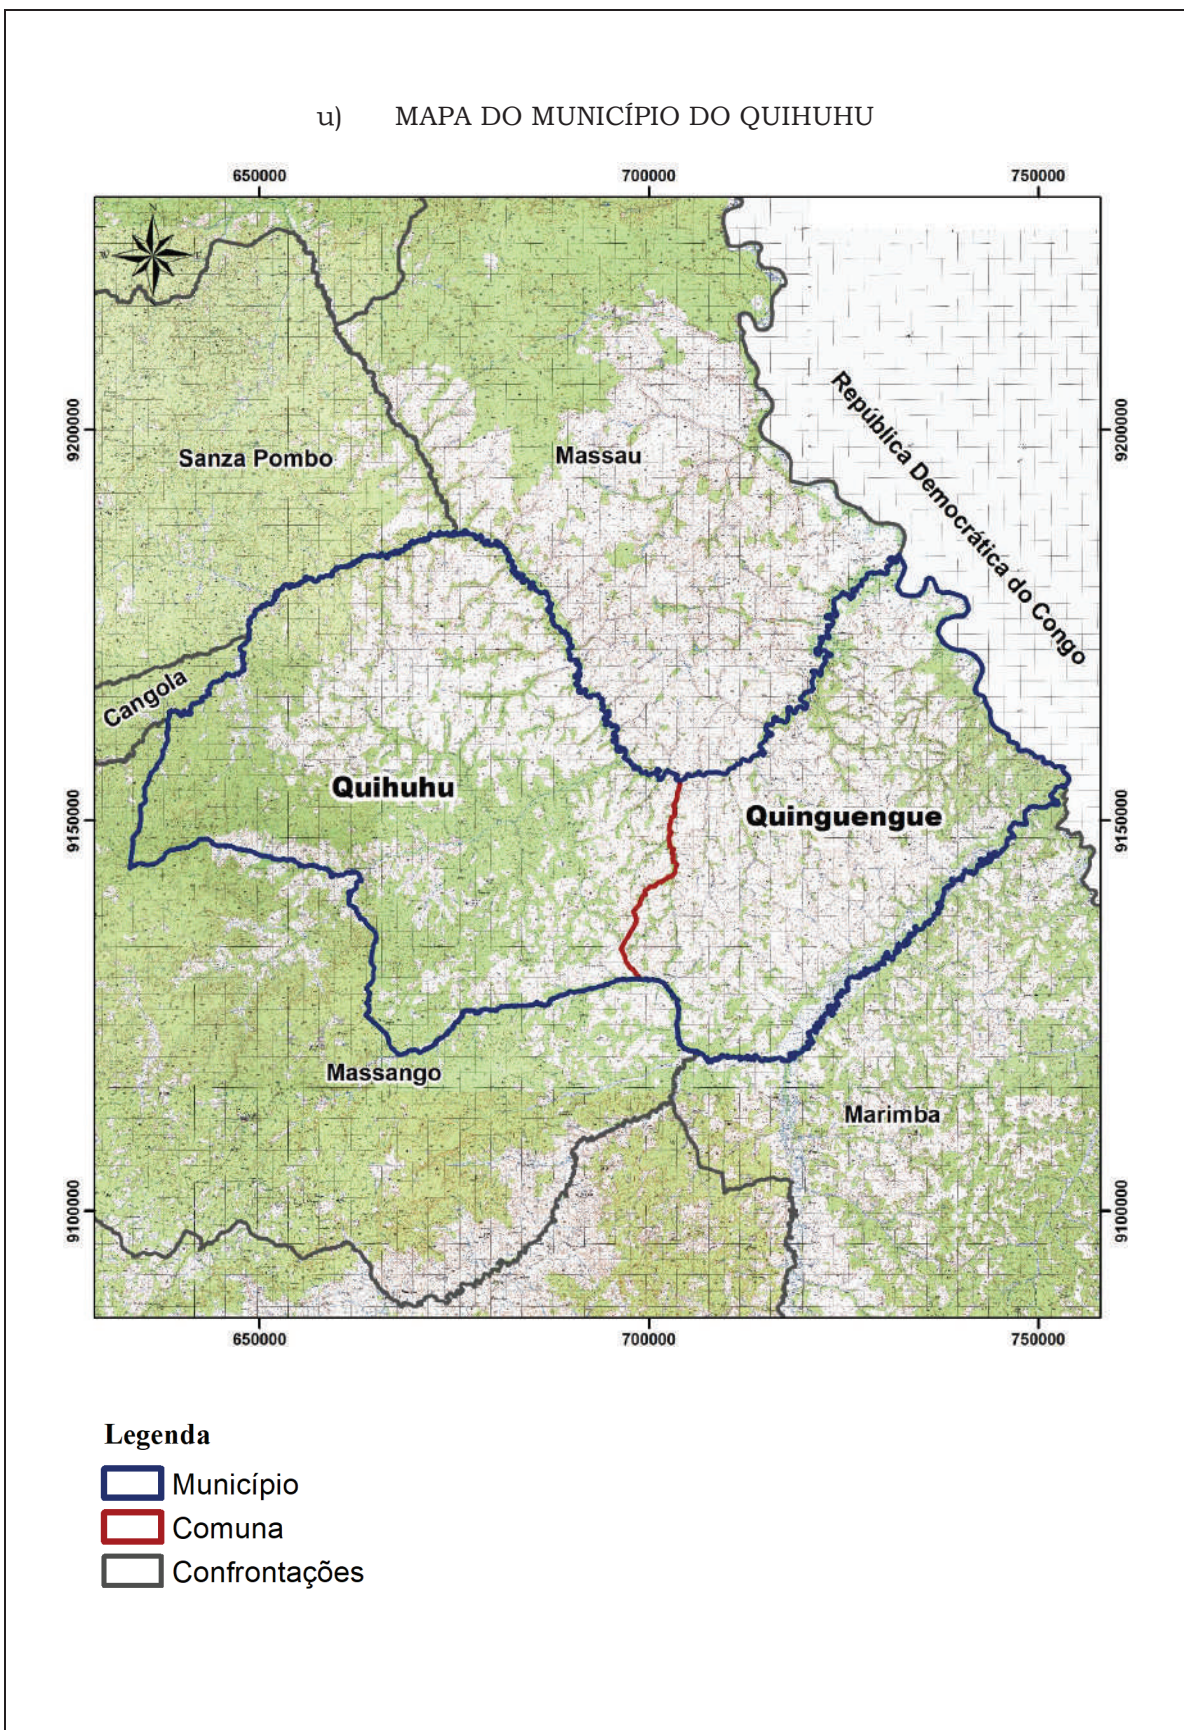 u) MAPA DO MUNICÍPIO DO QUIHUHU
650000 700000 750000
N
W E
República Democrática do Congo
9200000 9200000
Sanza Pombo
Massau
Cangola
Quihuhu
Quinguengue
9150000 9150000
Massango
Marimba
9100000 9100000
650000 700000 750000
Legenda
Município
Comuna
Confrontações